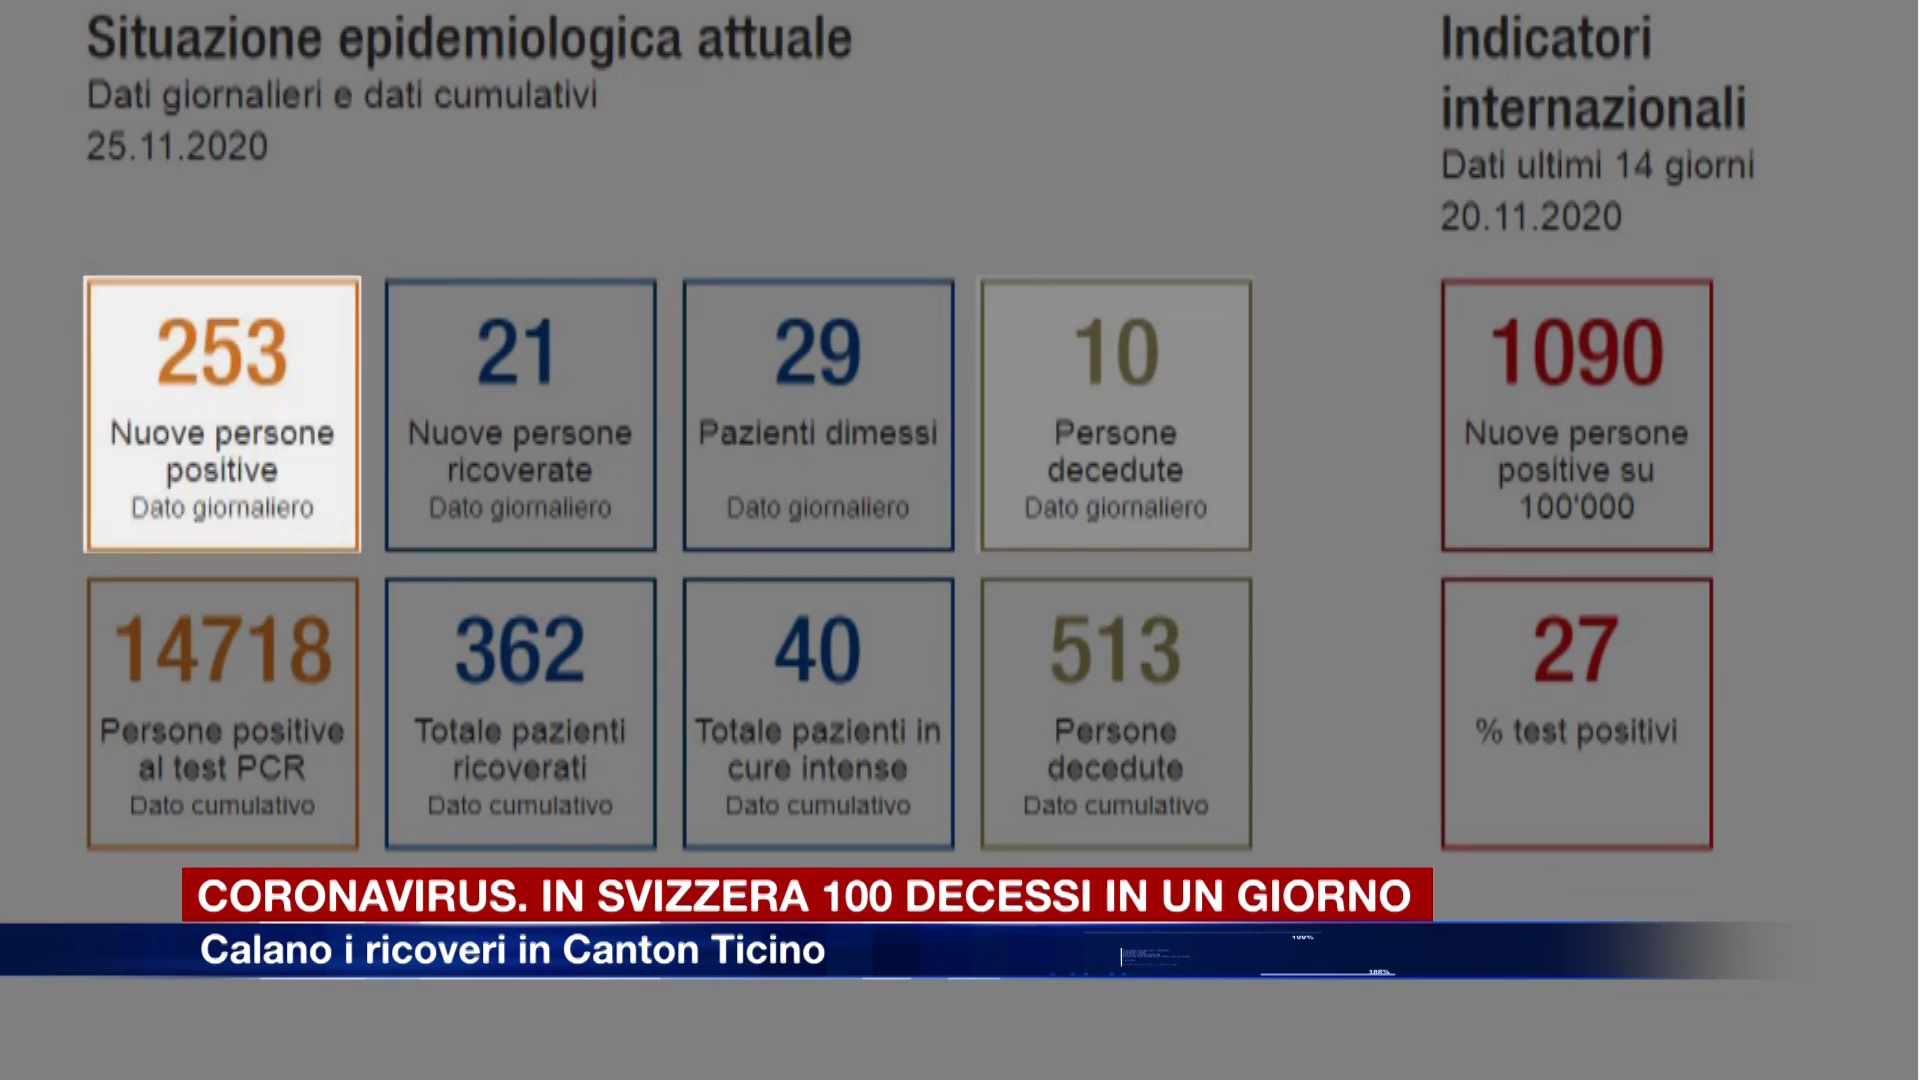 Situazione epidemiologica attuale
Dati giornalieri e dati cumulativi
25.11.2020
Indicatori
internazionali
Dati ultimi 14 giorni
20.11.2020
253
Nuove persone
positive
Dato giornaliero
21
Nuove persone
ricoverate
Dato giornaliero
29
Pazienti dimessi
Dato giornaliero
10
Persone
decedute
Dato giornaliero
1090
Nuove persone
positive su
100'000
14718
Persone positive
al test PCR
Dato cumulativo
362
Totale pazienti
ricoverati
Dato cumulativo
40
Totale pazienti in
cure intense
Dato cumulativo
513
Persone
decedute
Dato cumulativo
27
% test positivi
CORONAVIRUS. IN SVIZZERA 100 DECESSI IN UN GIORNO
Calano i ricoveri in Canton Ticino